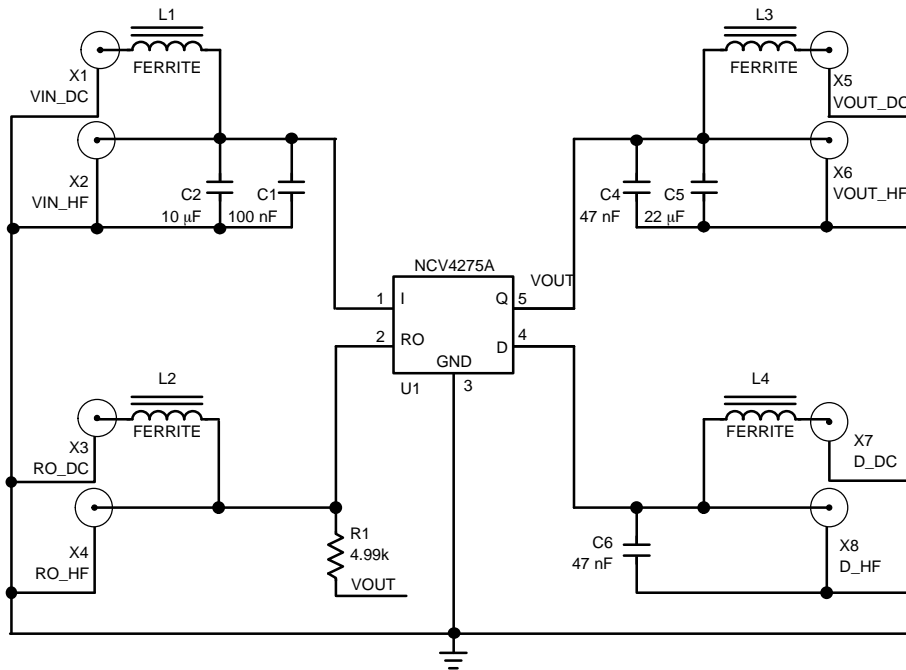 L1
FERRITE
X1
VIN_DC
X2
VIN_HF
C2
10 μF
C1
100 nF
L3
FERRITE
X5
VOUT_DC
X6
VOUT_HF
C4
47 nF
C5
22 μF
NCV4275A
VOUT
1
I
Q
5
2
RO
D
4
GND
U1
3
L2
FERRITE
X3
RO_DC
X4
RO_HF
R1
4.99k
VOUT
L4
FERRITE
X7
D_DC
C6
47 nF
X8
D_HF